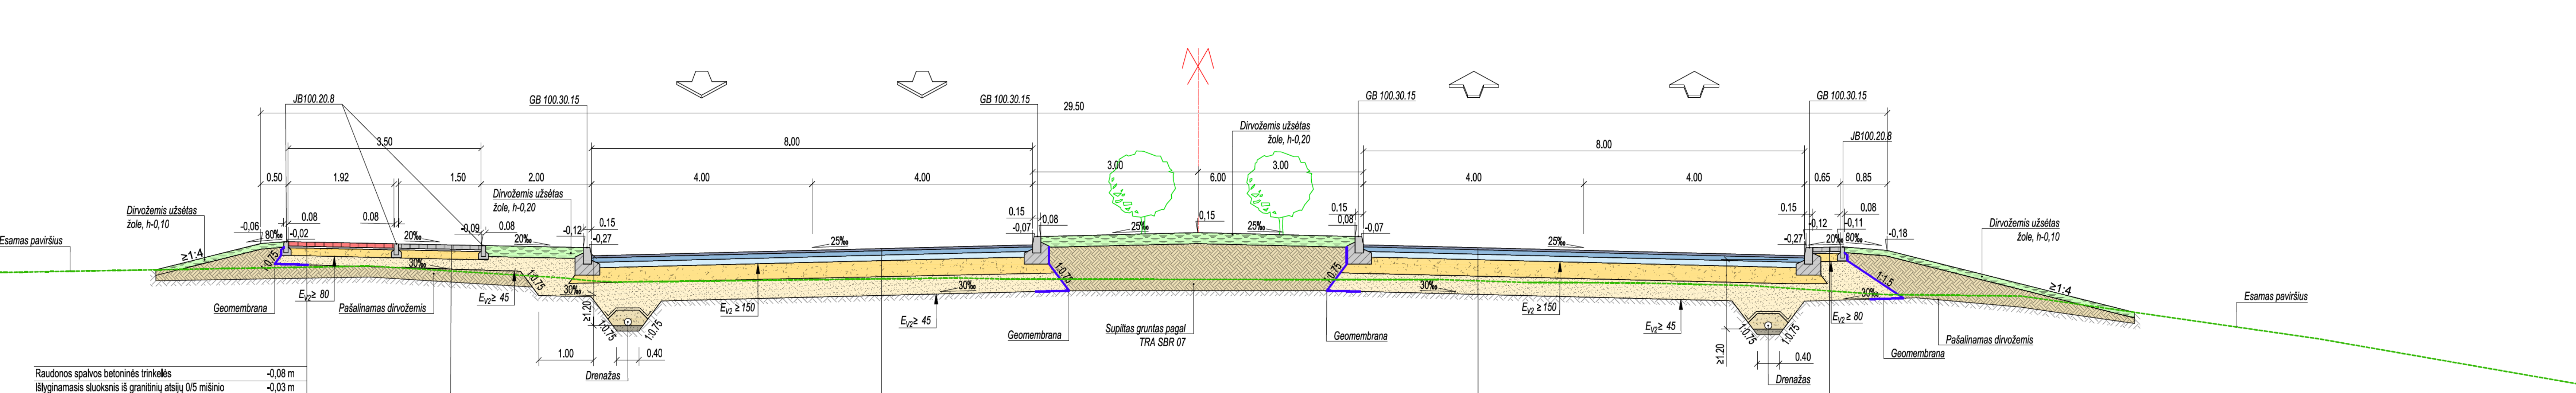 JB100.20.8
GB 100.30.15
GB 100.30.15
GB 100.30.15
GB 100.30.15
29.50
JB100.20.8
3.50
8.00
Dirvožemis užsėtas
žole, h-0,20
8.00
3.00
3.00
0.50
1.92
1.50
2.00
4.00
4.00
6.00
4.00
4.00
0.65
0.85
Dirvožemis užsėtas
žole, h-0,20
Dirvožemis užsėtas
žole, h-0,10
-0,06
0.08
0.08
-0,09
0.08
0.15
-0,12
-0,27
0.15
0,08
-0,07
0,15
0.15
0,08
-0,07
0.15
-0,12
-0,27
0.08
-0,11
-0,18
Dirvožemis užsėtas
žole, h-0,10
Esamas paviršius
≥1:4
80‰
-0,02
20‰
20‰
25‰
25‰
25‰
25‰
20‰
80‰
≥1:4
1:0.75
30‰
1:0.75
30‰
1:0.75
30‰
1:0.75
30‰
1:1.5
30‰
Esamas paviršius
Geomembrana
EV2≥ 80
Pašalinamas dirvožemis
EV2≥ 45
≥1.20
1:0.75
1:0.75
EV2 ≥ 150
EV2≥ 45
Geomembrana
Supiltas gruntas pagal
TRA SBR 07
Geomembrana
EV2 ≥ 150
EV2≥ 45
≥1.20
1:0.75
1:0.75
EV2≥ 80
Geomembrana
Pašalinamas dirvožemis
1.00
0.40
Drenažas
0.40
Drenažas
Raudonos spalvos betoninės trinkelės -0,08 m
Išlyginamasis sluoksnis iš granitinių atsijų 0/5 mišinio -0,03 m